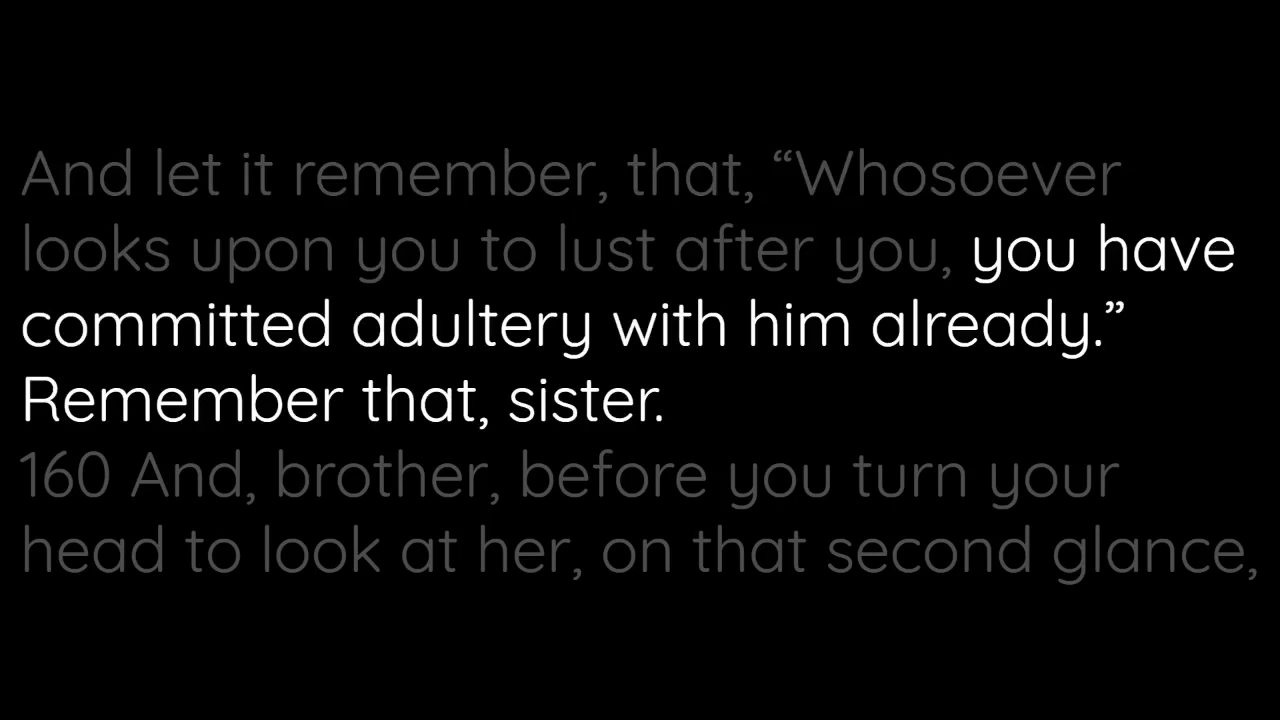 And let it remember, that, “Whosoever
looks upon you to lust after you, you have
committed adultery with him already.”
Remember that, sister.
160 And, brother, before you turn your
head to look at her, on that second glance,